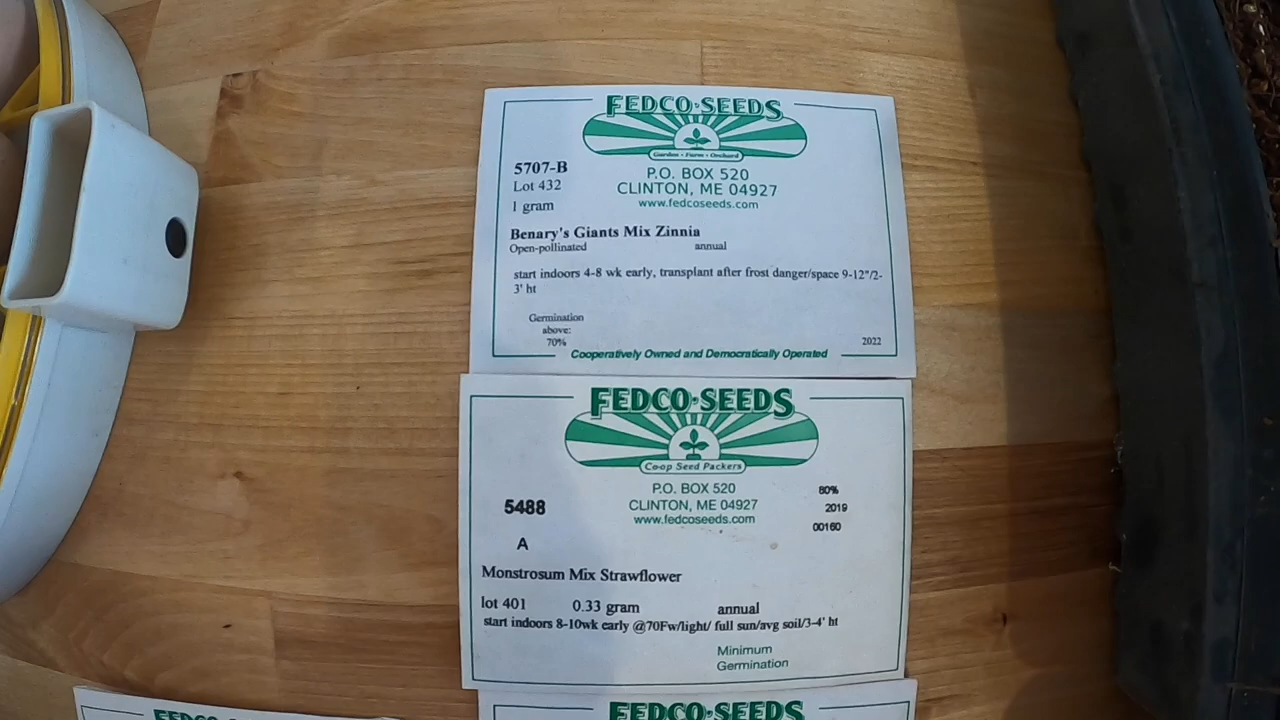 FEDCO·SEEDS
Garden • Farm • Orchard
5707-B
Lot 432
1 gram
P.O. BOX 520
CLINTON, ME 04927
www.fedcoseeds.com
Benary's Giants Mix Zinnia
Open-pollinated annual
start indoors 4-8 wk early, transplant after frost danger/space 9-12"/2-
3' ht
Germination
above:
70%
2022
Cooperatively Owned and Democratically Operated
FEDCO·SEEDS
Co-op Seed Packers
P.O. BOX 520
CLINTON, ME 04927
www.fedcoseeds.com
5488
A
80%
2019
00160
Monstrosum Mix Strawflower
lot 401 0.33 gram annual
start indoors 8-10wk early @70Fw/light/ full sun/avg soil/3-4' ht
Minimum
Germination
FEDCO
FEDCO·SEEDS